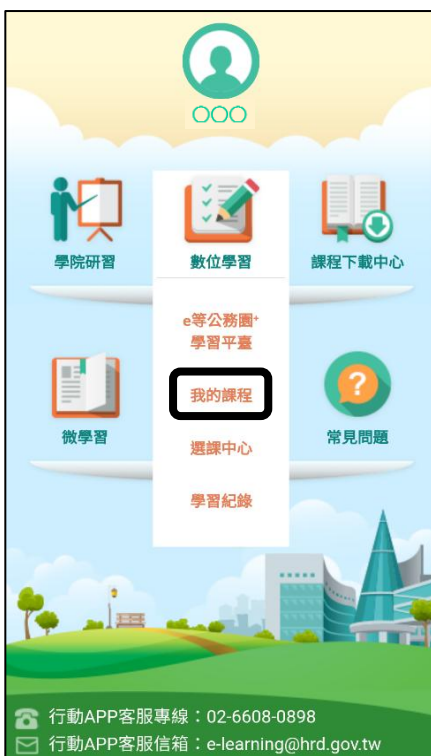 ○○○
學院研習
數位學習
課程下載中心
e等公務園+
學習平臺
我的課程
選課中心
學習紀錄
微學習
常見問題
行動APP客服專線：02-6608-0898
行動APP客服信箱：e-learning@hrd.gov.tw